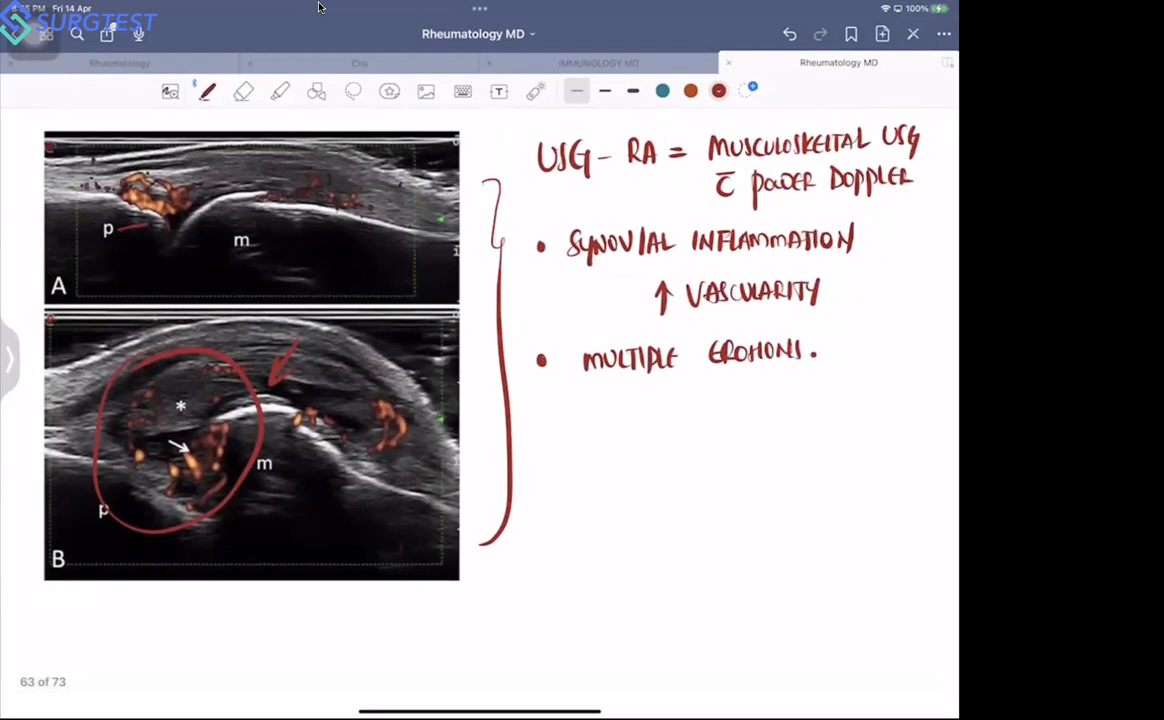 SURGTEST
Fri 14 Apr
100%
Rheumatology MD
Rheumatology
Cns
IMMUNOLOGY MD
Rheumatology MD
USG - RA = MUSCULOSKELTAL USG
c̄ POWER DOPPLER
• SYNOVIAL INFLAMMATION
↑ VASCULARITY
• MULTIPLE EROSIONS.
p
m
A
*
m
p
B
63 of 73